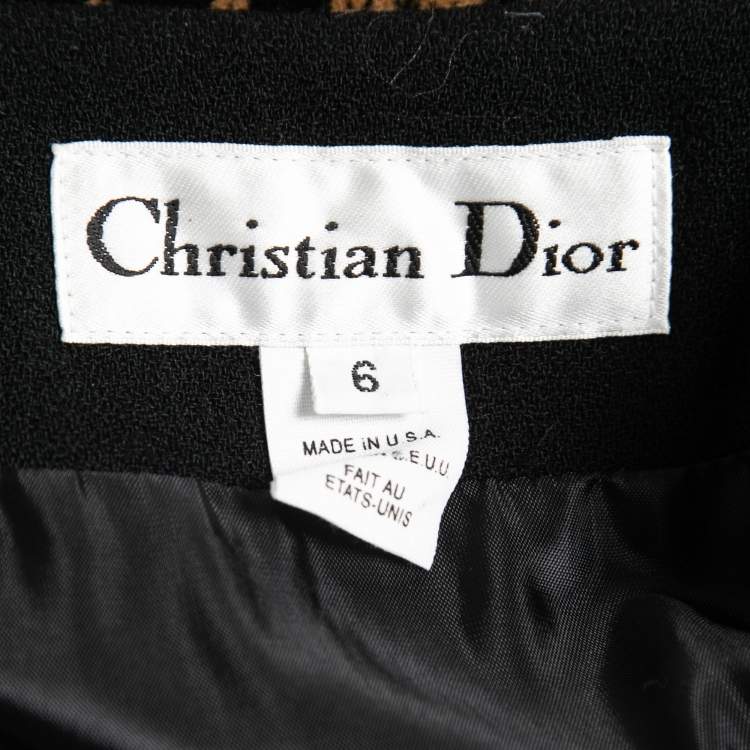 Christian Dior
6
MADE iN U.S.A.
E.U.U.
FAIT AU
ETATS-UNIS